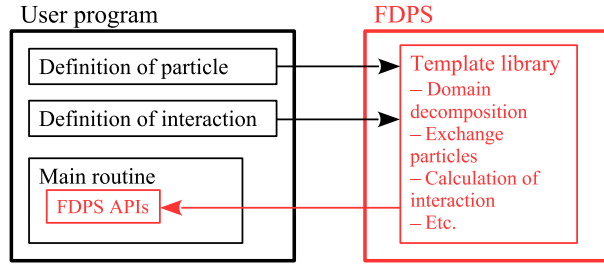 User program
Definition of particle
Definition of interaction
Main routine
FDPS APIs
FDPS
Template library
– Domain
decomposition
– Exchange
particles
– Calculation of
interaction
– Etc.